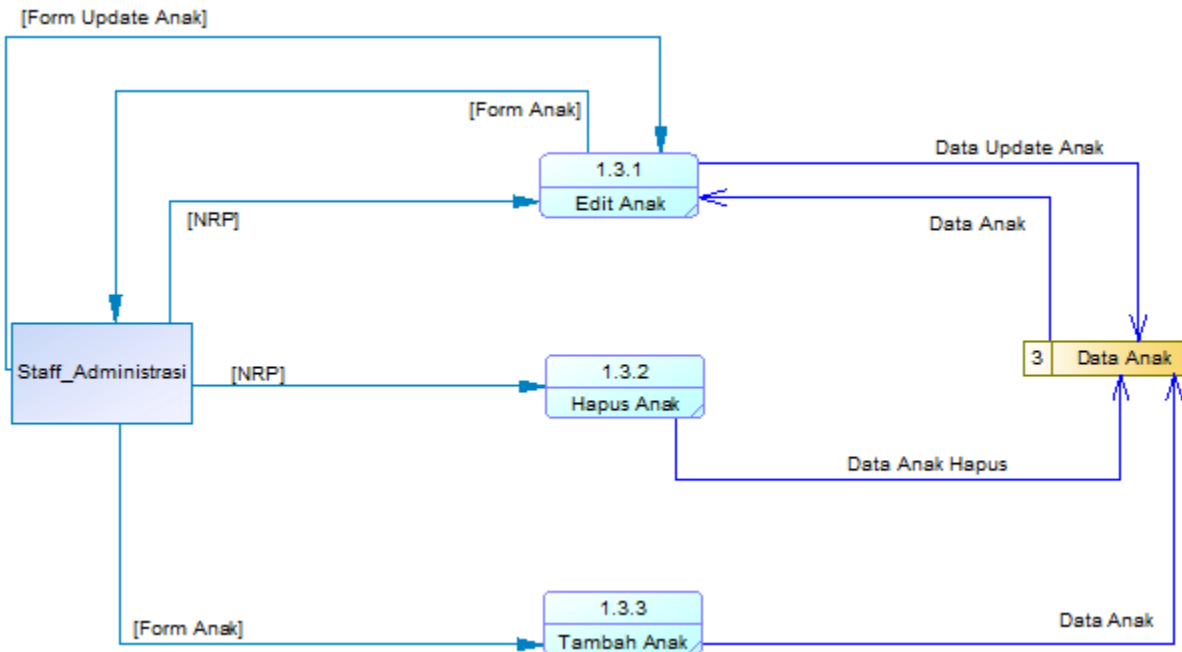 [Form Update Anak]
[Form Anak]
1.3.1
Edit Anak
Data Update Anak
[NRP]
Data Anak
Staff_Administrasi
[NRP]
1.3.2
Hapus Anak
3 Data Anak
Data Anak Hapus
1.3.3
Tambah Anak
[Form Anak]
Data Anak